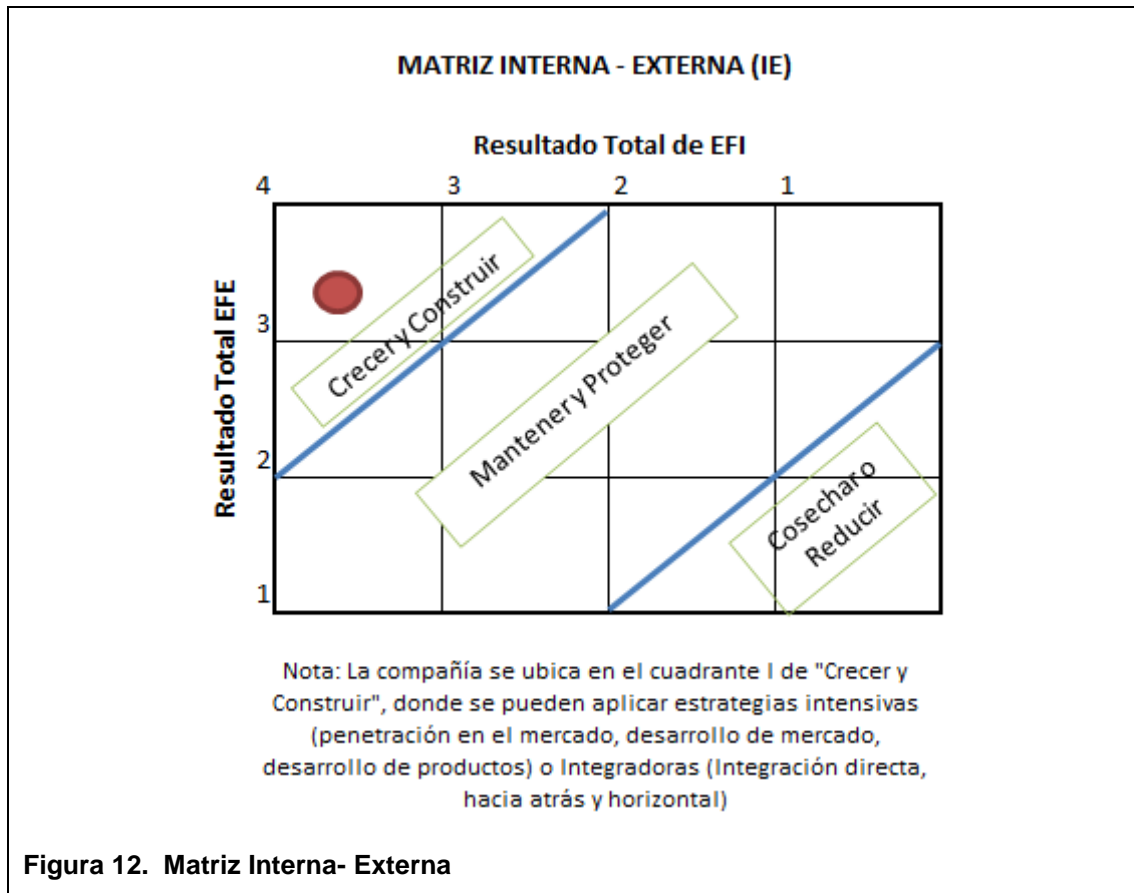 MATRIZ INTERNA - EXTERNA (IE)
Resultado Total de EFI
4 3 2 1
Resultado Total EFE
3
2
1
Crecer y Construir
Mantener y Proteger
Cosechar o
Reducir
Nota: La compañía se ubica en el cuadrante I de "Crecer y
Construir", donde se pueden aplicar estrategias intensivas
(penetración en el mercado, desarrollo de mercado,
desarrollo de productos) o Integradoras (Integración directa,
hacia atrás y horizontal)
Figura 12. Matriz Interna- Externa